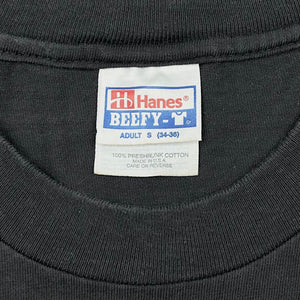 Hanes®
BEEFY-T
ADULT S (34-36)
100% PRESHRUNK COTTON
MADE IN U.S.A.
CARE ON REVERSE